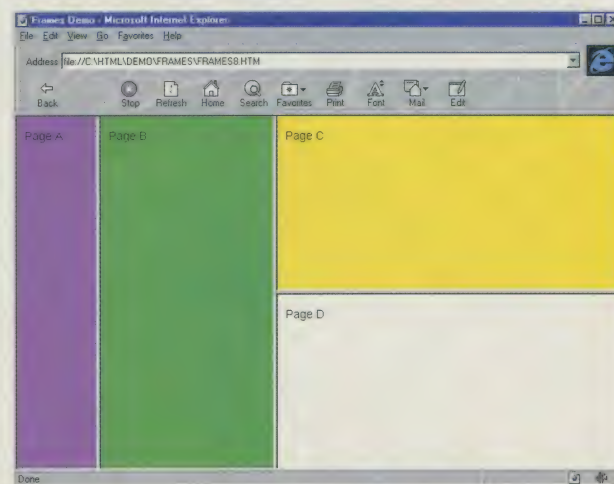 Frames Demo - Microsoft Internet Explorer
File Edit View Go Favorites Help
Address file://C:\HTML\DEMO\FRAMES\FRAMES8.HTM
Back Stop Refresh Home Search Favorites Print Font Mail Edit
Page A Page B Page C
Page D
Done